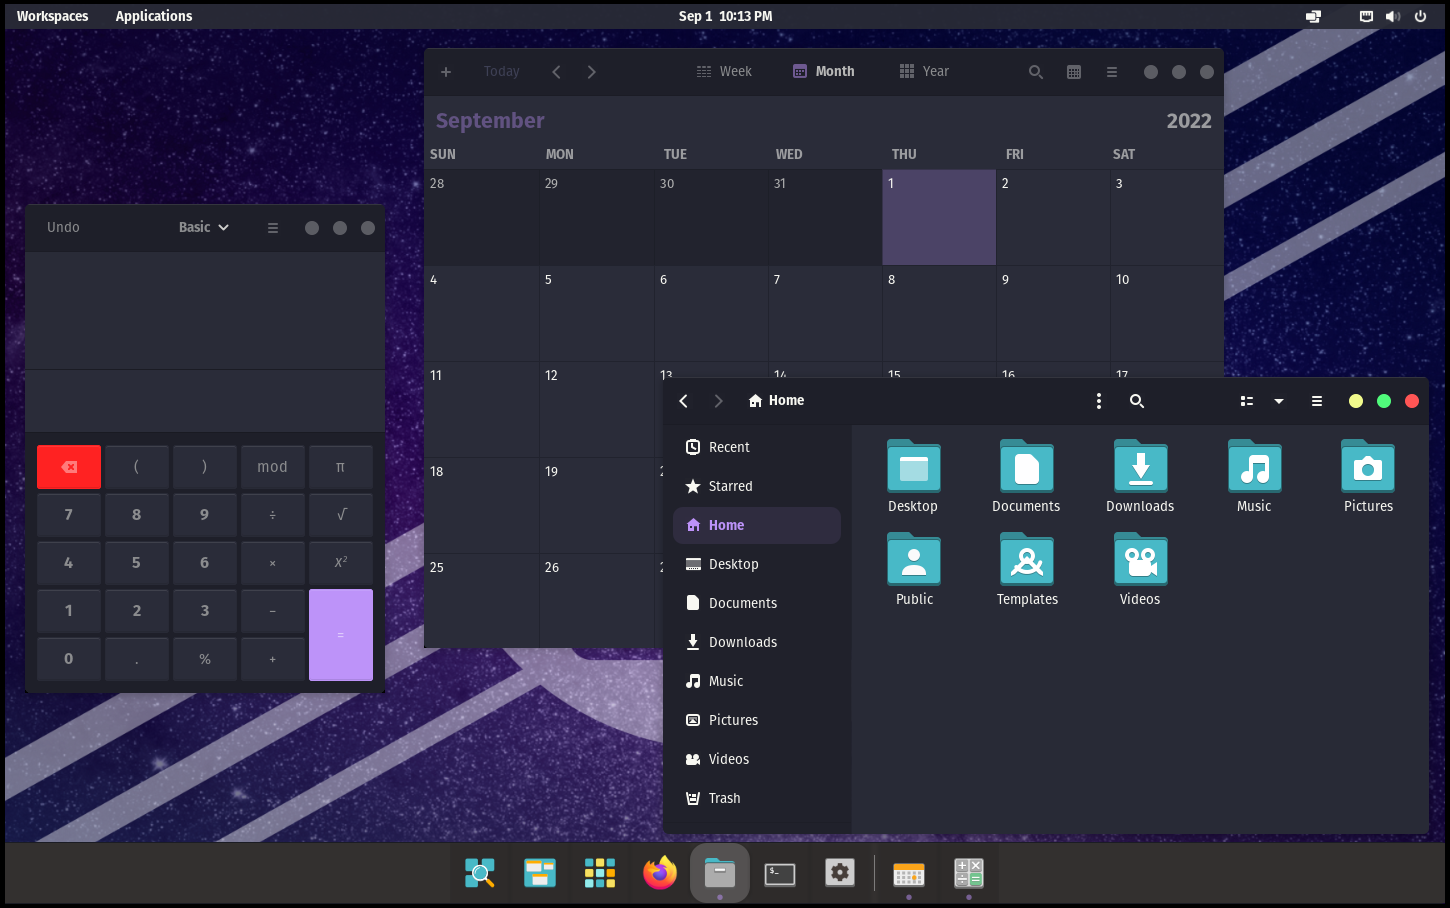 Workspaces Applications Sep 1 10:13 PM
Today Week Month Year
September 2022
SUN MON TUE WED THU FRI SAT
28 29 30 31 1 2 3
4 5 6 7 8 9 10
11 12 13 14 15 16 17
18 19
25 26
Undo Basic
( ) mod π
7 8 9 ÷ √
4 5 6 × x²
1 2 3 − =
0 . % +
Home
Recent
Starred
Home
Desktop
Documents
Downloads
Music
Pictures
Videos
Trash
Desktop Documents Downloads Music Pictures
Public Templates Videos
$_